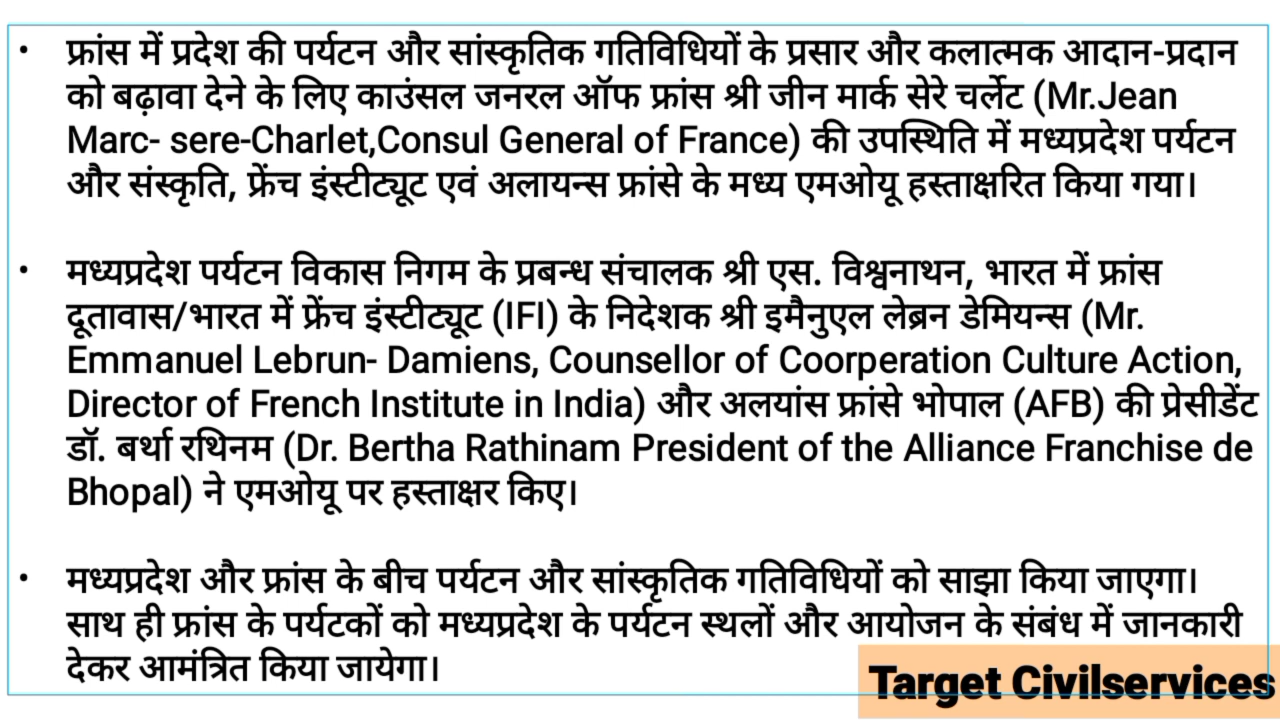 • फ्रांस में प्रदेश की पर्यटन और सांस्कृतिक गतिविधियों के प्रसार और कलात्मक आदान-प्रदान
को बढ़ावा देने के लिए काउंसल जनरल ऑफ फ्रांस श्री जीन मार्क सेरे चर्लेट (Mr.Jean
Marc- sere-Charlet,Consul General of France) की उपस्थिति में मध्यप्रदेश पर्यटन
और संस्कृति, फ्रेंच इंस्टीट्यूट एवं अलायन्स फ्रांसे के मध्य एमओयू हस्ताक्षरित किया गया।
• मध्यप्रदेश पर्यटन विकास निगम के प्रबन्ध संचालक श्री एस. विश्वनाथन, भारत में फ्रांस
दूतावास/भारत में फ्रेंच इंस्टीट्यूट (IFI) के निदेशक श्री इमैनुएल लेब्रन डेमियन्स (Mr.
Emmanuel Lebrun- Damiens, Counsellor of Coorperation Culture Action,
Director of French Institute in India) और अलयांस फ्रांसे भोपाल (AFB) की प्रेसीडेंट
डॉ. बर्था रथिनम (Dr. Bertha Rathinam President of the Alliance Franchise de
Bhopal) ने एमओयू पर हस्ताक्षर किए।
• मध्यप्रदेश और फ्रांस के बीच पर्यटन और सांस्कृतिक गतिविधियों को साझा किया जाएगा।
साथ ही फ्रांस के पर्यटकों को मध्यप्रदेश के पर्यटन स्थलों और आयोजन के संबंध में जानकारी
देकर आमंत्रित किया जायेगा।
Target Civilservices